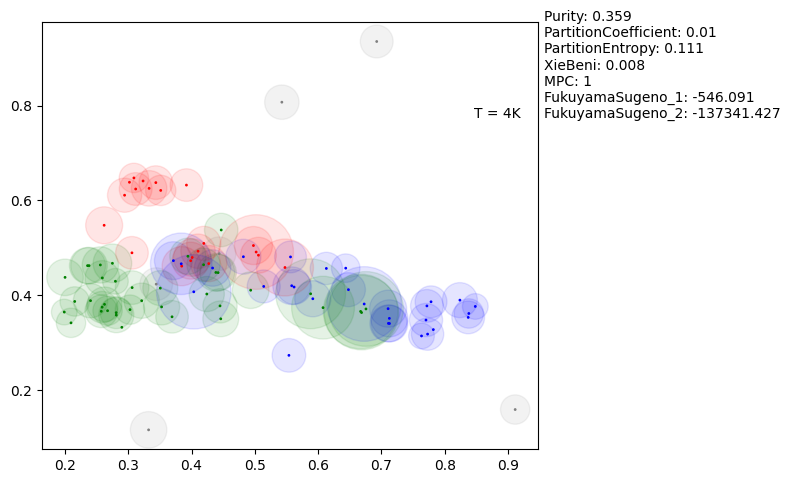 Purity: 0.359
PartitionCoefficient: 0.01
PartitionEntropy: 0.111
XieBeni: 0.008
MPC: 1
FukuyamaSugeno_1: -546.091
FukuyamaSugeno_2: -137341.427
T = 4K
0.8
0.6
0.4
0.2
0.2 0.3 0.4 0.5 0.6 0.7 0.8 0.9